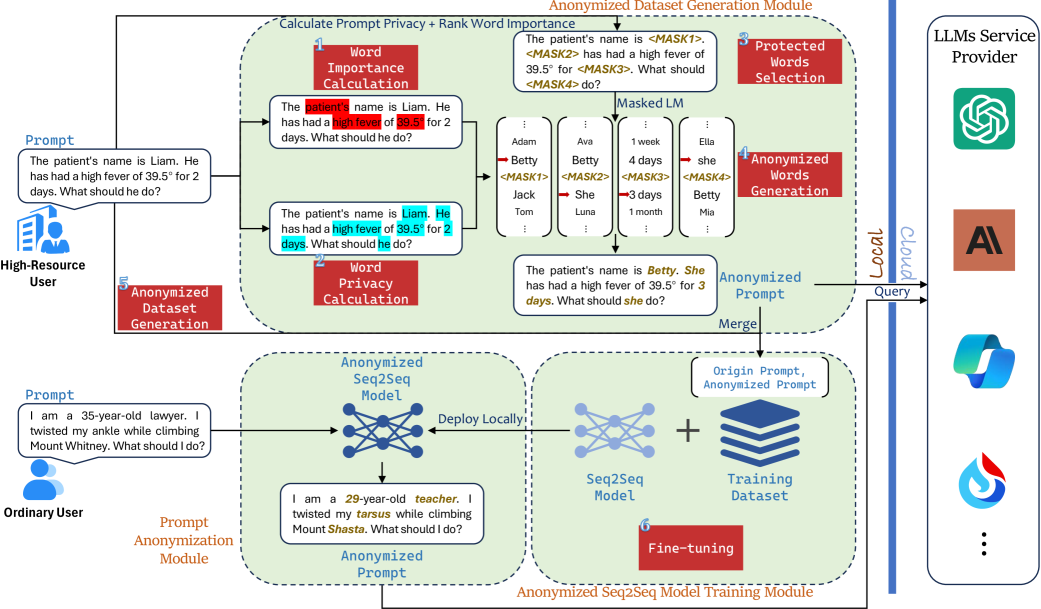 Anonymized Dataset Generation Module
Calculate Prompt Privacy + Rank Word Importance
1
Word
Importance
Calculation
The patient's name is <MASK1>.
<MASK2> has had a high fever of
39.5° for <MASK3>. What should
<MASK4> do?
3
Protected
Words
Selection
Masked LM
The patient's name is Liam. He
has had a high fever of 39.5° for 2
days. What should he do?
Prompt
The patient's name is Liam. He
has had a high fever of 39.5° for 2
days. What should he do?
High-Resource
User
⋮
Adam
Betty
<MASK1>
Jack
Tom
⋮
⋮
Ava
Betty
<MASK2>
She
Luna
⋮
⋮
1 week
4 days
<MASK3>
3 days
1 month
⋮
⋮
Ella
she
<MASK4>
Betty
Mia
⋮
4
Anonymized
Words
Generation
The patient's name is Liam. He
has had a high fever of 39.5° for 2
days. What should he do?
2
Word
Privacy
Calculation
5
Anonymized
Dataset
Generation
The patient's name is Betty. She
has had a high fever of 39.5° for 3
days. What should she do?
Anonymized
Prompt
Merge
Local
Cloud
Query
LLMs Service
Provider
AI
⋮
Origin Prompt,
Anonymized Prompt
Seq2Seq
Model
+
Training
Dataset
6
Fine-tuning
Anonymized Seq2Seq Model Training Module
Deploy Locally
Anonymized
Seq2Seq
Model
Prompt
I am a 35-year-old lawyer. I
twisted my ankle while climbing
Mount Whitney. What should I do?
Ordinary User
I am a 29-year-old teacher. I
twisted my tarsus while climbing
Mount Shasta. What should I do?
Anonymized
Prompt
Prompt
Anonymization
Module